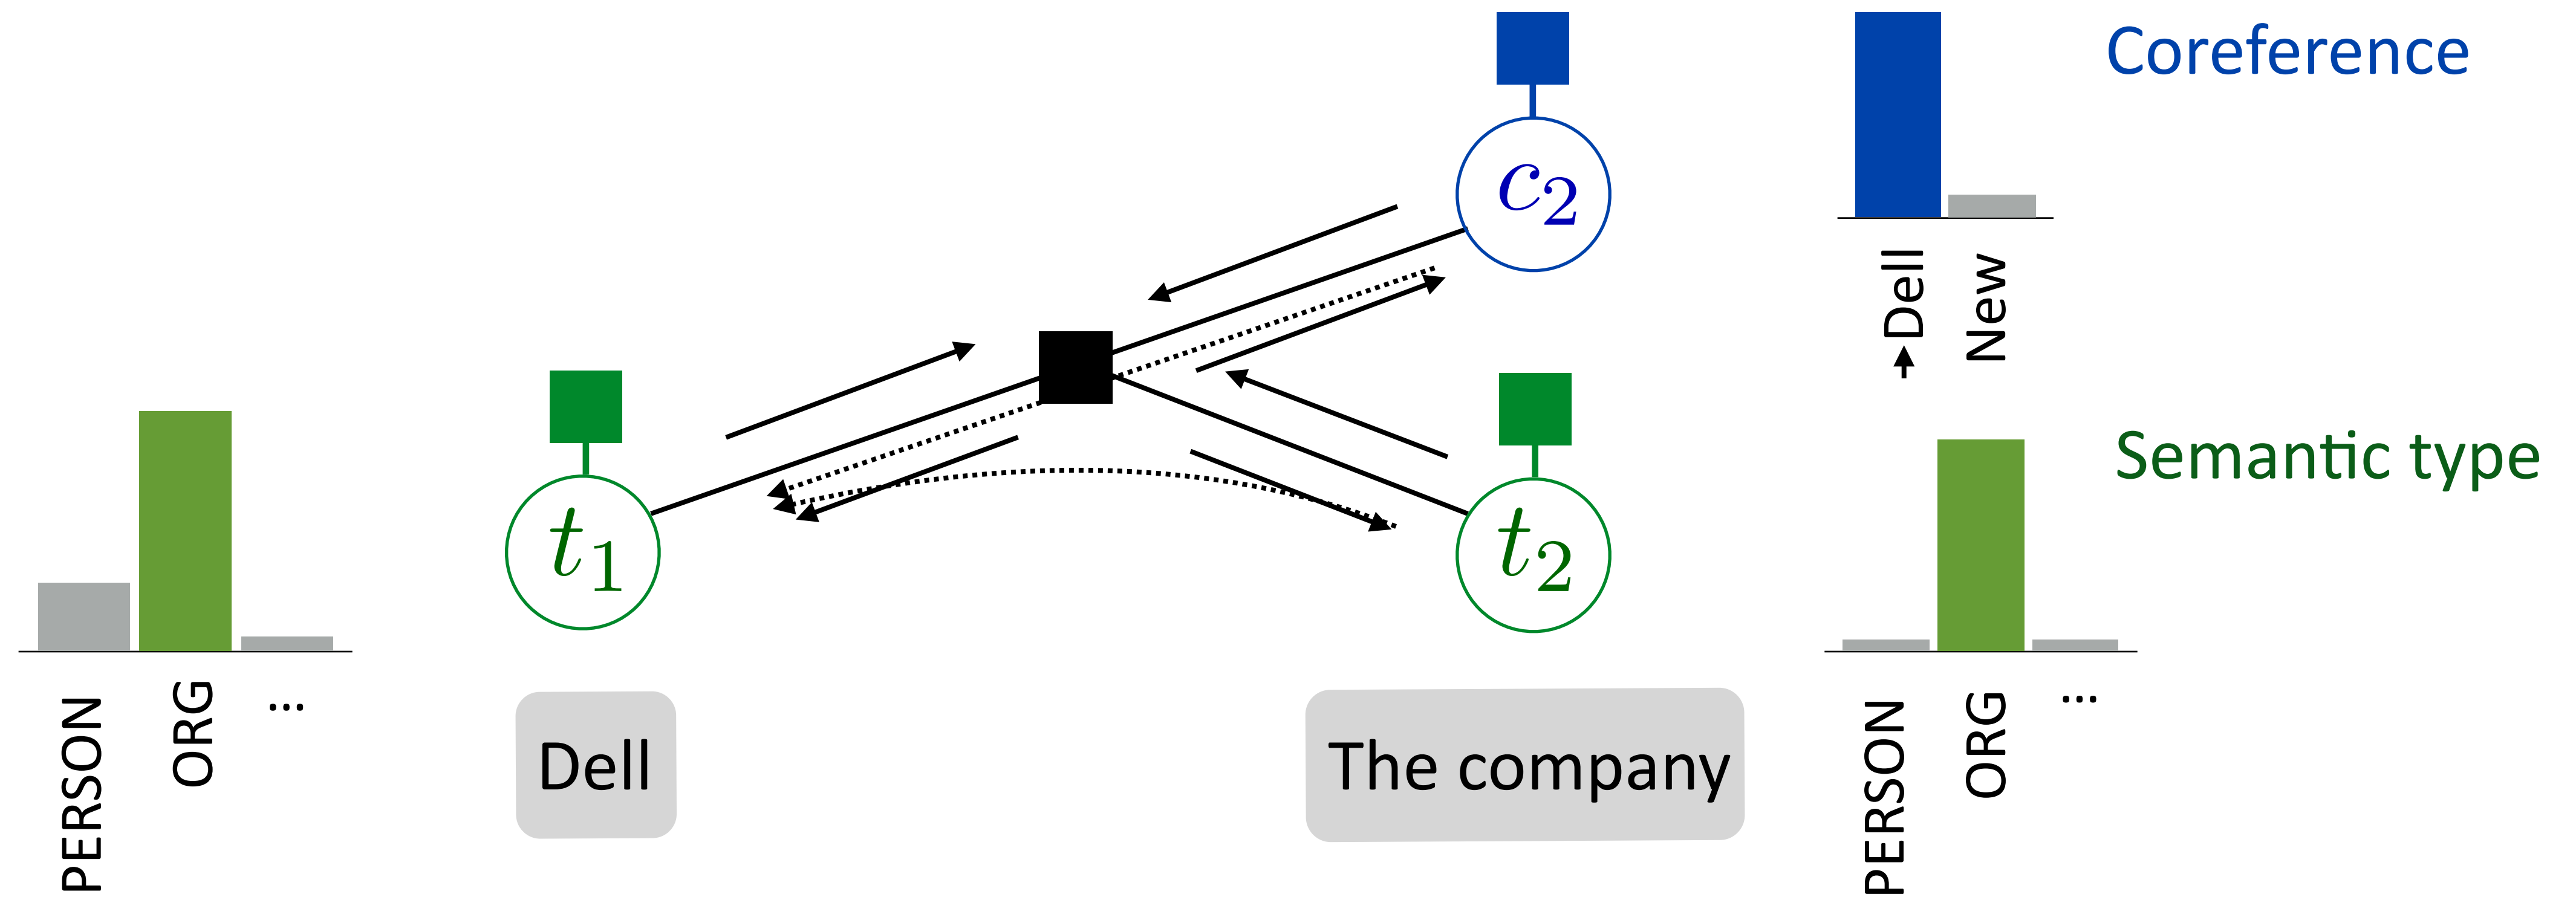 Coreference
c2
Dell
New
Semantic type
t1
t2
PERSON
ORG
...
Dell
The company
PERSON
ORG
...